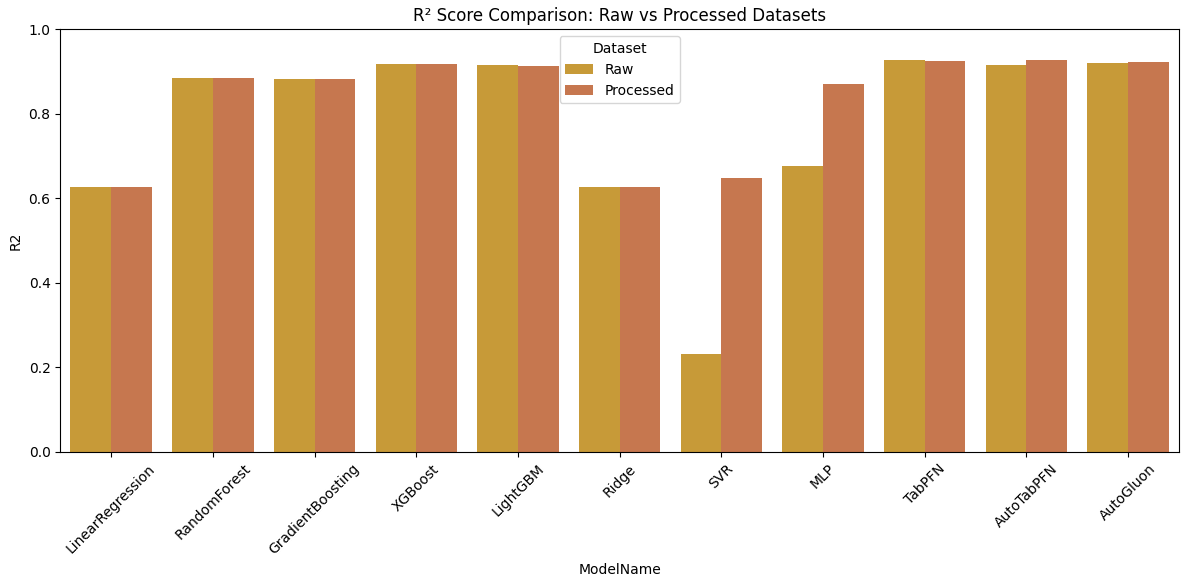 R² Score Comparison: Raw vs Processed Datasets
Dataset
Raw
Processed
R2
1.0
0.8
0.6
0.4
0.2
0.0
LinearRegression
RandomForest
GradientBoosting
XGBoost
LightGBM
Ridge
SVR
MLP
TabPFN
AutoTabPFN
AutoGluon
ModelName